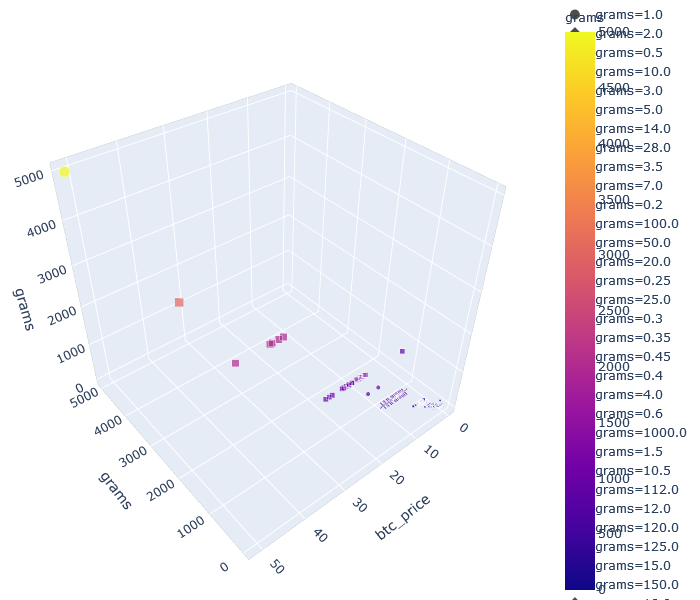 grams
grams=1.0
grams=2.0
grams=0.5
grams=10.0
grams=3.0
grams=5.0
grams=14.0
grams=28.0
grams=3.5
grams=7.0
grams=0.2
grams=100.0
grams=50.0
grams=20.0
grams=0.25
grams=25.0
grams=0.3
grams=0.35
grams=0.45
grams=0.4
grams=4.0
grams=0.6
grams=1000.0
grams=1.5
grams=10.5
grams=112.0
grams=12.0
grams=120.0
grams=125.0
grams=15.0
grams=150.0
5000
4500
4000
3500
3000
2500
2000
1500
1000
500
0
5000
4000
3000
2000
1000
0
grams
5000
4000
3000
2000
1000
0
grams
50
40
30
20
10
0
btc_price